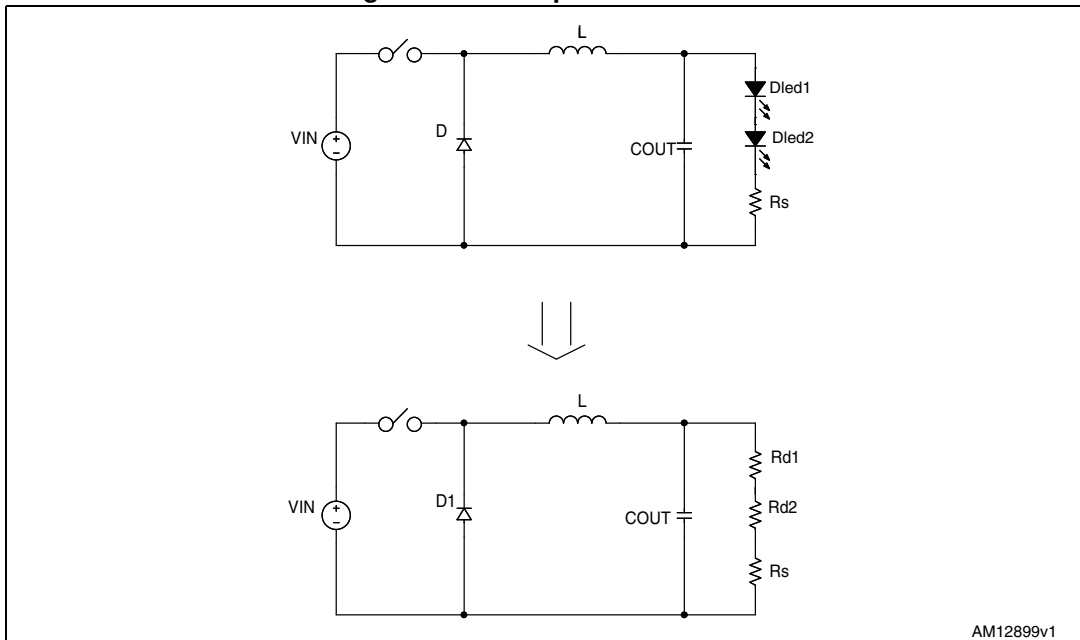 L
Dled1
D
VIN
+
-
COUT
Dled2
Rs
L
Rd1
D1
VIN
+
-
COUT
Rd2
Rs
AM12899v1